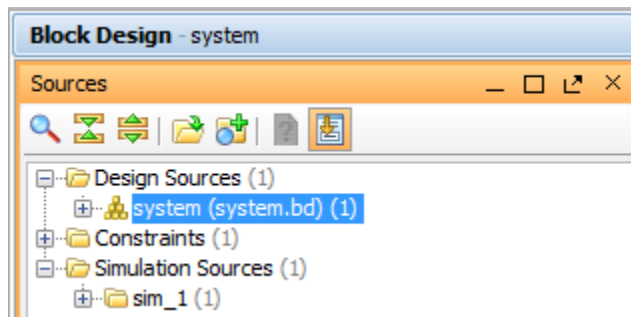 Block Design - system
Sources
Design Sources (1)
system (system.bd) (1)
Constraints (1)
Simulation Sources (1)
sim_1 (1)